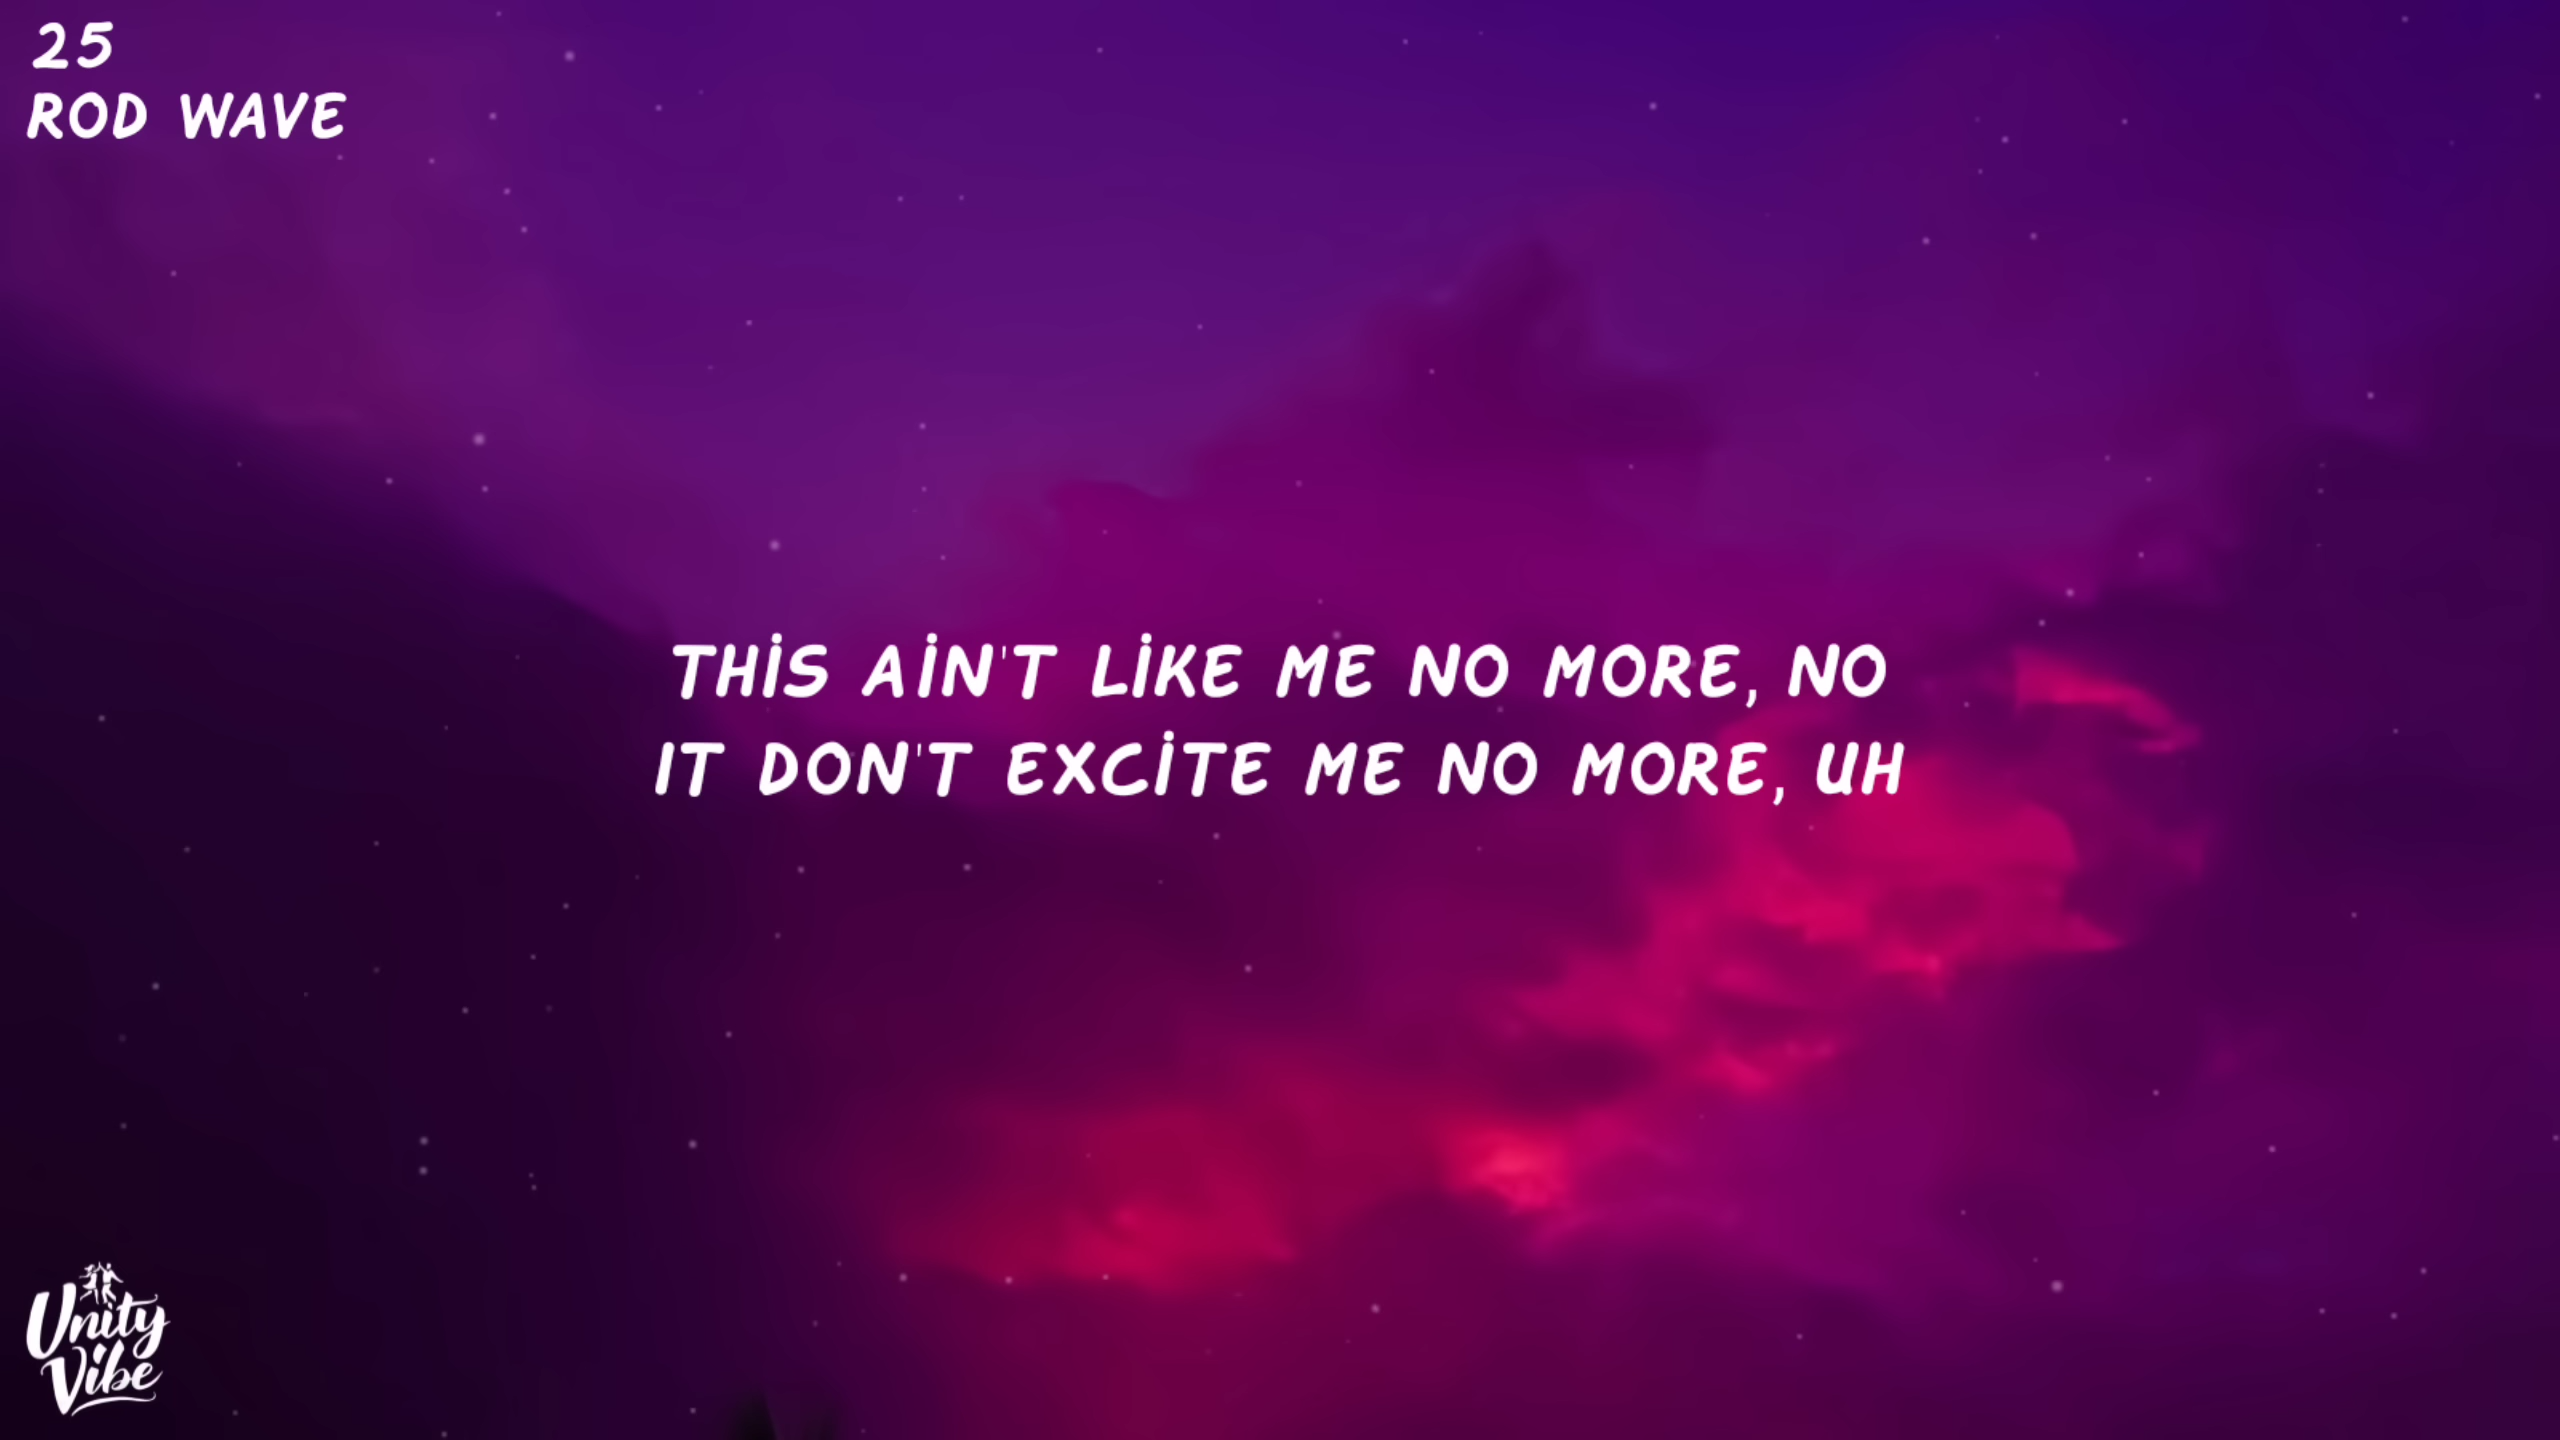 25
ROD WAVE
THIS AIN'T LIKE ME NO MORE, NO
IT DON'T EXCITE ME NO MORE, UH
Unity
Vibe